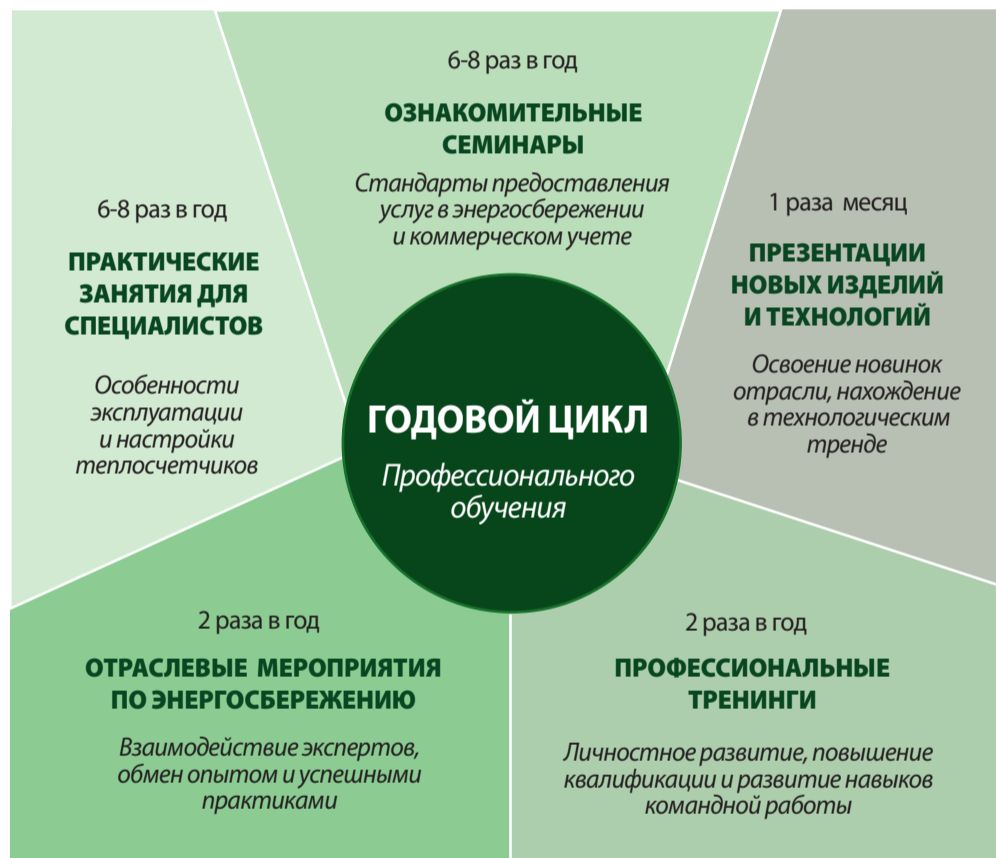 6-8 раз в год
ОЗНАКОМИТЕЛЬНЫЕ
СЕМИНАРЫ
Стандарты предоставления
услуг в энергосбережении
и коммерческом учете
1 раза месяц
ПРЕЗЕНТАЦИИ
НОВЫХ ИЗДЕЛИЙ
И ТЕХНОЛОГИЙ
Освоение новинок
отрасли, нахождение
в технологическим
тренде
6-8 раз в год
ПРАКТИЧЕСКИЕ
ЗАНЯТИЯ ДЛЯ
СПЕЦИАЛИСТОВ
Особенности
эксплуатации
и настройки
теплосчетчиков
ГОДОВОЙ ЦИКЛ
Профессионального
обучения
2 раза в год
ОТРАСЛЕВЫЕ МЕРОПРИЯТИЯ
ПО ЭНЕРГОСБЕРЕЖЕНИЮ
Взаимодействие экспертов,
обмен опытом и успешными
практиками
2 раза в год
ПРОФЕССИОНАЛЬНЫЕ
ТРЕНИНГИ
Личностное развитие, повышение
квалификации и развитие навыков
командной работы